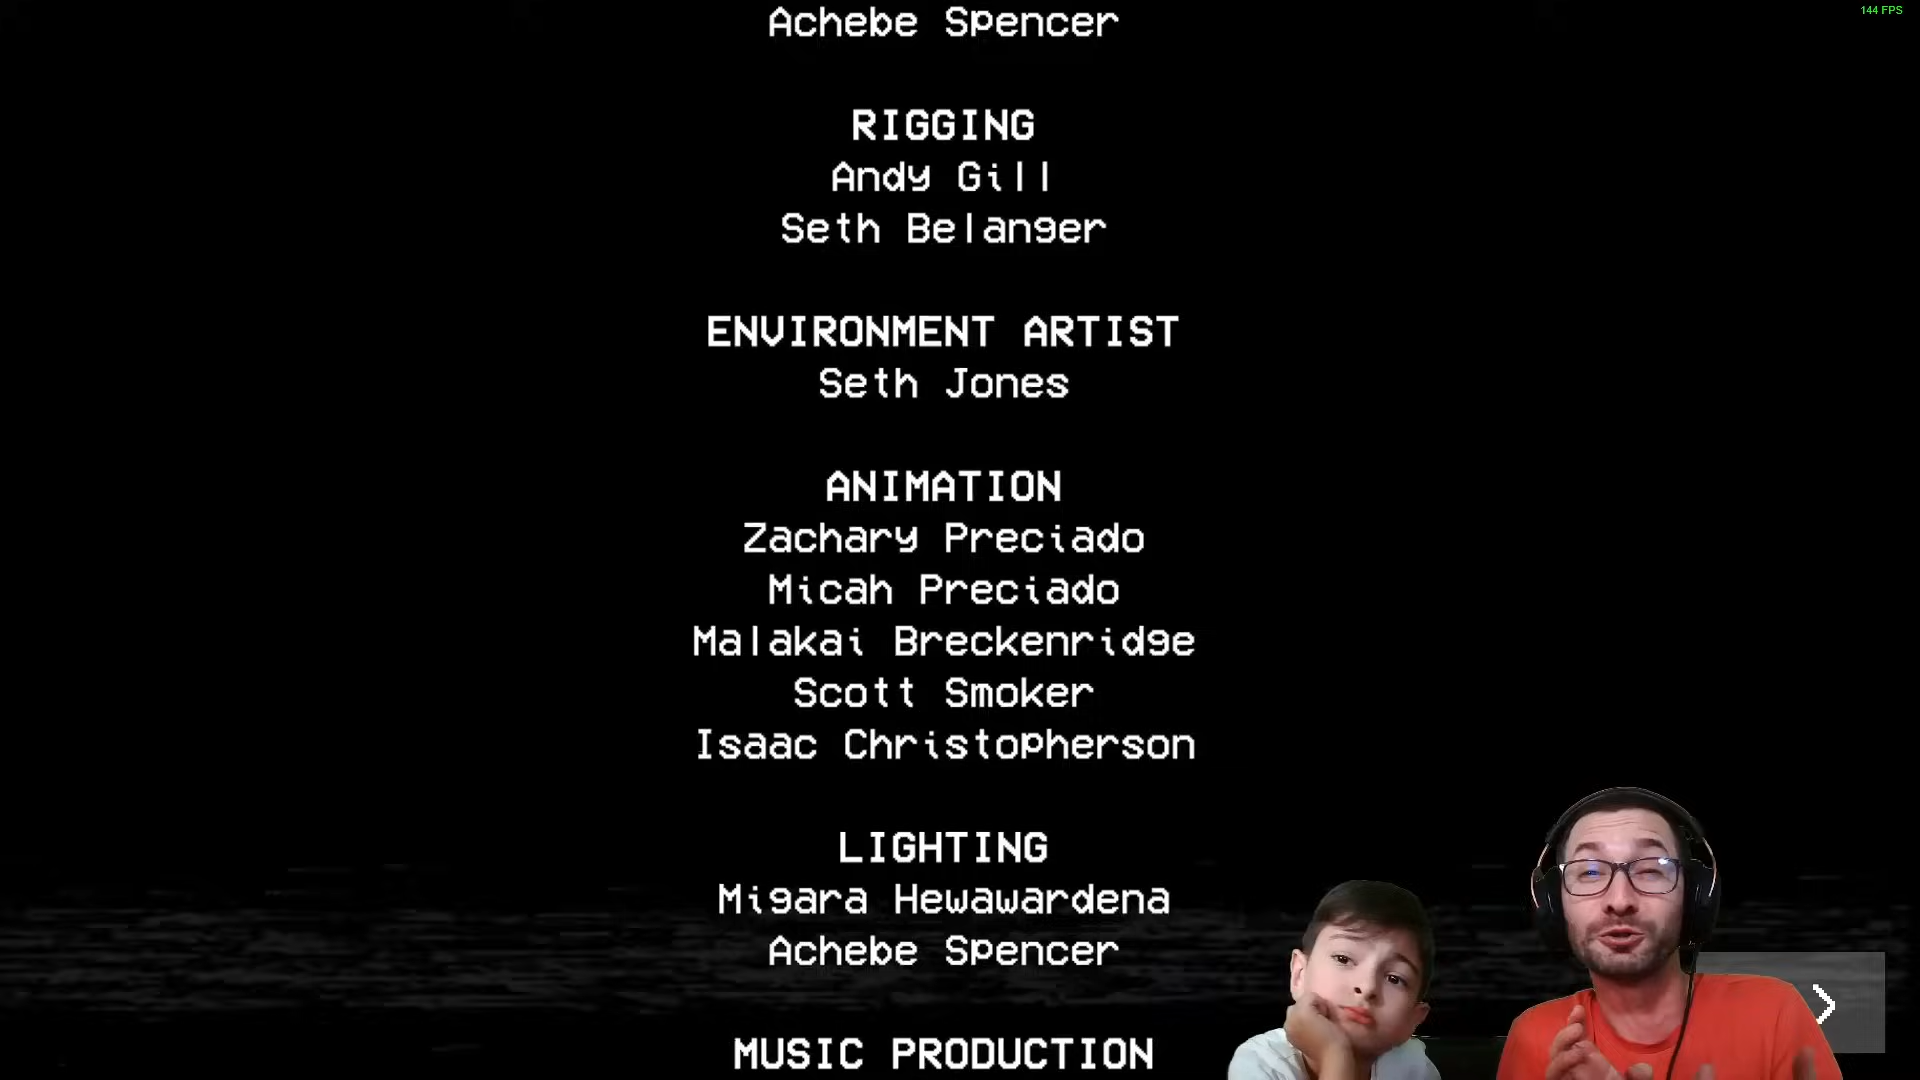 144 FPS
Achebe Spencer
RIGGING
Andy Gill
Seth Belanger
ENVIRONMENT ARTIST
Seth Jones
ANIMATION
Zachary Preciado
Micah Preciado
Malakai Breckenridge
Scott Smoker
Isaac Christopherson
LIGHTING
Migara Hewawardena
Achebe Spencer
MUSIC PRODUCTION